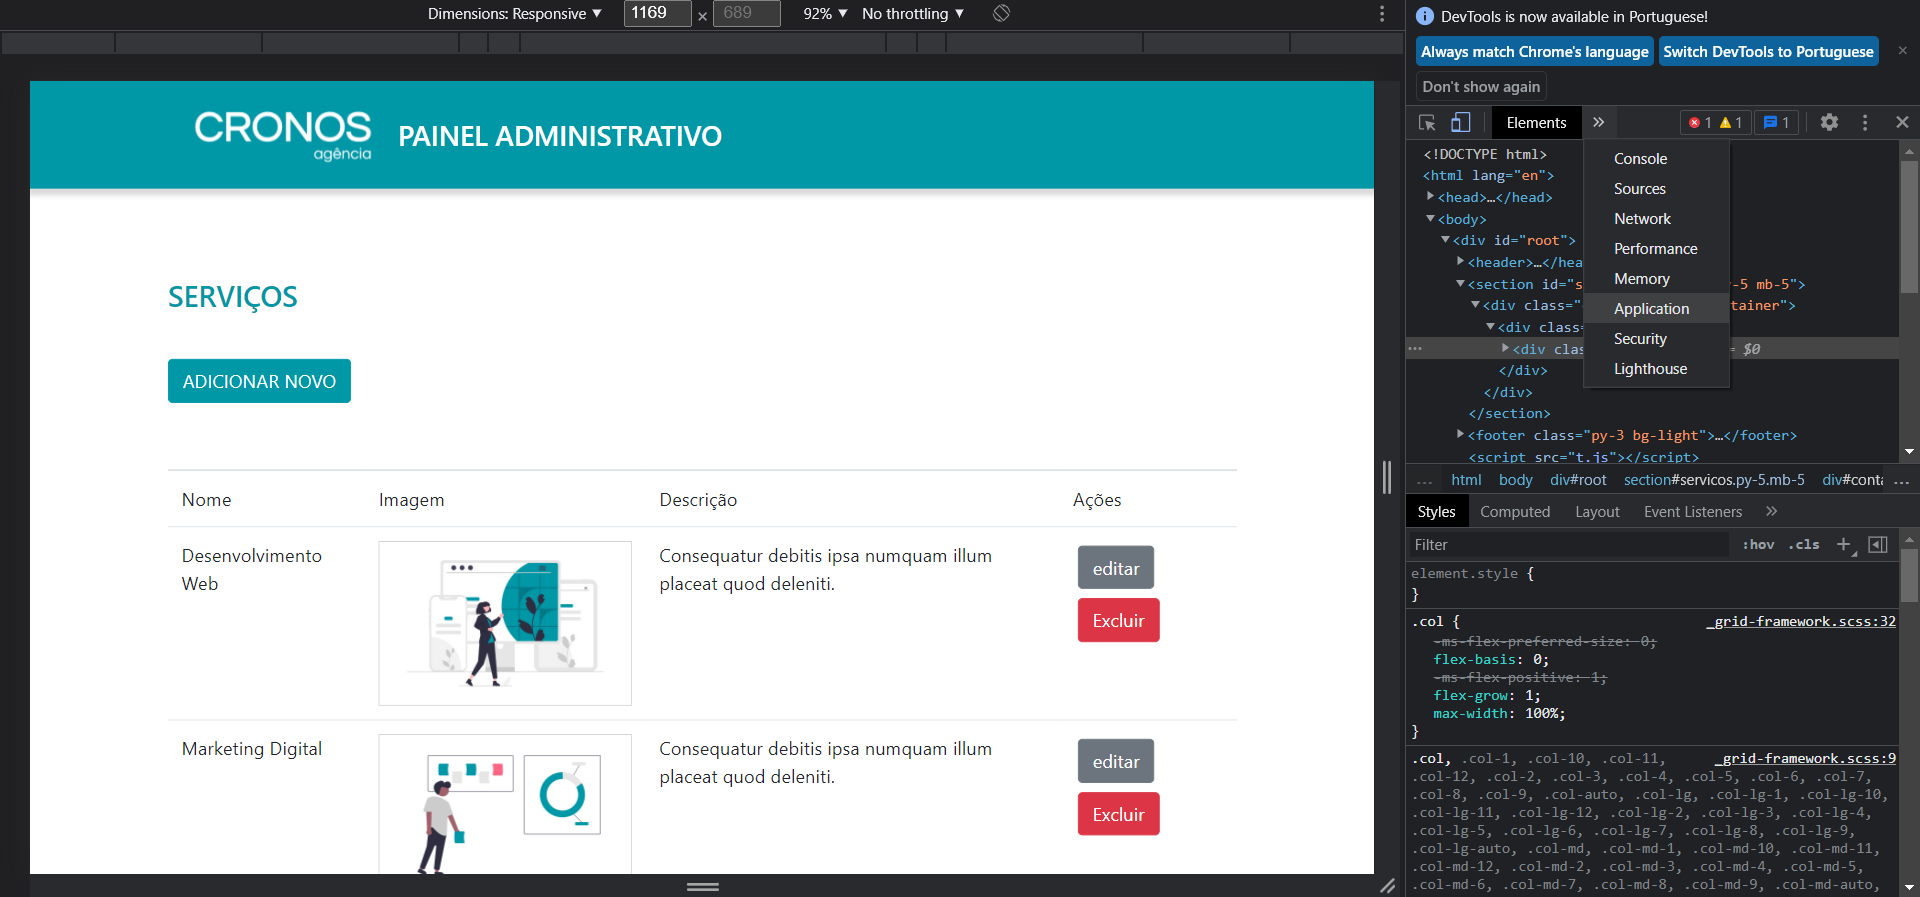 Dimensions: Responsive ▼ 1169 × 689 92% ▼ No throttling ▼
CRONOS
agência
PAINEL ADMINISTRATIVO
SERVIÇOS
ADICIONAR NOVO
Nome Imagem Descrição Ações
Desenvolvimento
Web
Consequatur debitis ipsa numquam illum
placeat quod deleniti.
editar
Excluir
Marketing Digital
Consequatur debitis ipsa numquam illum
placeat quod deleniti.
editar
Excluir
DevTools is now available in Portuguese!
Always match Chrome's language Switch DevTools to Portuguese
Don't show again
Elements » 1 1 1
Console
Sources
Network
Performance
Memory
Application
Security
Lighthouse
<!DOCTYPE html>
<html lang="en">
<head>…</head>
<body>
<div id="root">
<header>…</hea
<section id="s -5 mb-5">
<div class=" tainer">
<div class=
<div clas = $0
</div>
</div>
</section>
<footer class="py-3 bg-light">…</footer>
<script src="t.js"></script>
... html body div#root section#servicos.py-5.mb-5 div#conta ...
Styles Computed Layout Event Listeners »
Filter :hov .cls +
element.style {
}
.col { _grid-framework.scss:32
-ms-flex-preferred-size: 0;
flex-basis: 0;
-ms-flex-positive: 1;
flex-grow: 1;
max-width: 100%;
}
.col, .col-1, .col-10, .col-11, _grid-framework.scss:9
.col-12, .col-2, .col-3, .col-4, .col-5, .col-6, .col-7,
.col-8, .col-9, .col-auto, .col-lg, .col-lg-1, .col-lg-10,
.col-lg-11, .col-lg-12, .col-lg-2, .col-lg-3, .col-lg-4,
.col-lg-5, .col-lg-6, .col-lg-7, .col-lg-8, .col-lg-9,
.col-lg-auto, .col-md, .col-md-1, .col-md-10, .col-md-11,
.col-md-12, .col-md-2, .col-md-3, .col-md-4, .col-md-5,
.col-md-6, .col-md-7, .col-md-8, .col-md-9, .col-md-auto,